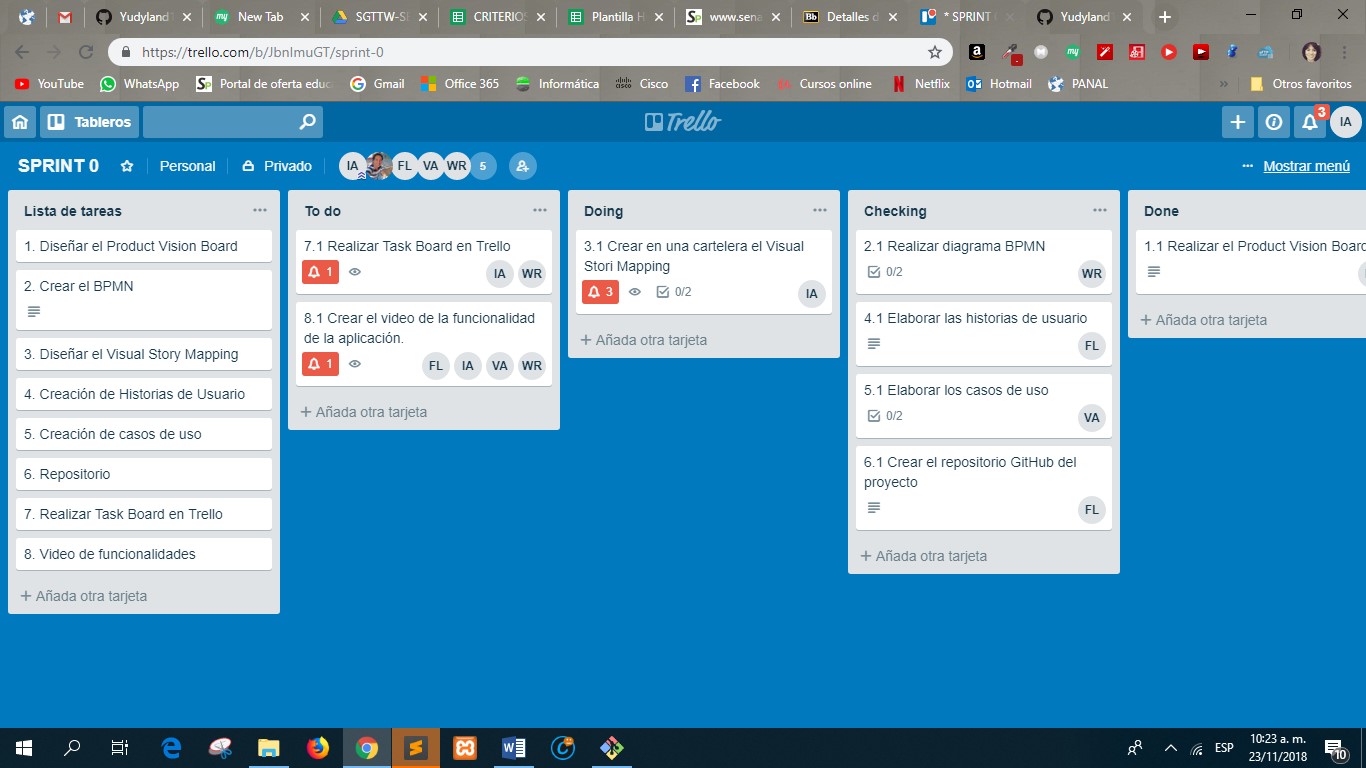 YudylandT
New Tab
SGTTW-SE
CRITERIO
Plantilla H
www.sena
Detalles d
* SPRINT
Yudyland
https://trello.com/b/JbnlmuGT/sprint-0
YouTube
WhatsApp
Portal de oferta educ
Gmail
Office 365
Informática
Cisco
Facebook
Cursos online
Netflix
Hotmail
PANAL
»
Otros favoritos
Tableros
Trello
3
IA
SPRINT 0
Personal
Privado
IA
FL
VA
WR
5
Mostrar menú
Lista de tareas
1. Diseñar el Product Vision Board
2. Crear el BPMN
3. Diseñar el Visual Story Mapping
4. Creación de Historias de Usuario
5. Creación de casos de uso
6. Repositorio
7. Realizar Task Board en Trello
8. Video de funcionalidades
+ Añada otra tarjeta
To do
7.1 Realizar Task Board en Trello
1
IA WR
8.1 Crear el video de la funcionalidad
de la aplicación.
1
FL IA VA WR
+ Añada otra tarjeta
Doing
3.1 Crear en una cartelera el Visual
Stori Mapping
3
0/2
IA
+ Añada otra tarjeta
Checking
2.1 Realizar diagrama BPMN
0/2
WR
4.1 Elaborar las historias de usuario
FL
5.1 Elaborar los casos de uso
0/2
VA
6.1 Crear el repositorio GitHub del
proyecto
FL
+ Añada otra tarjeta
Done
1.1 Realizar el Product Vision Board
+ Añada otra tarjeta
ESP
10:23 a. m.
23/11/2018
10